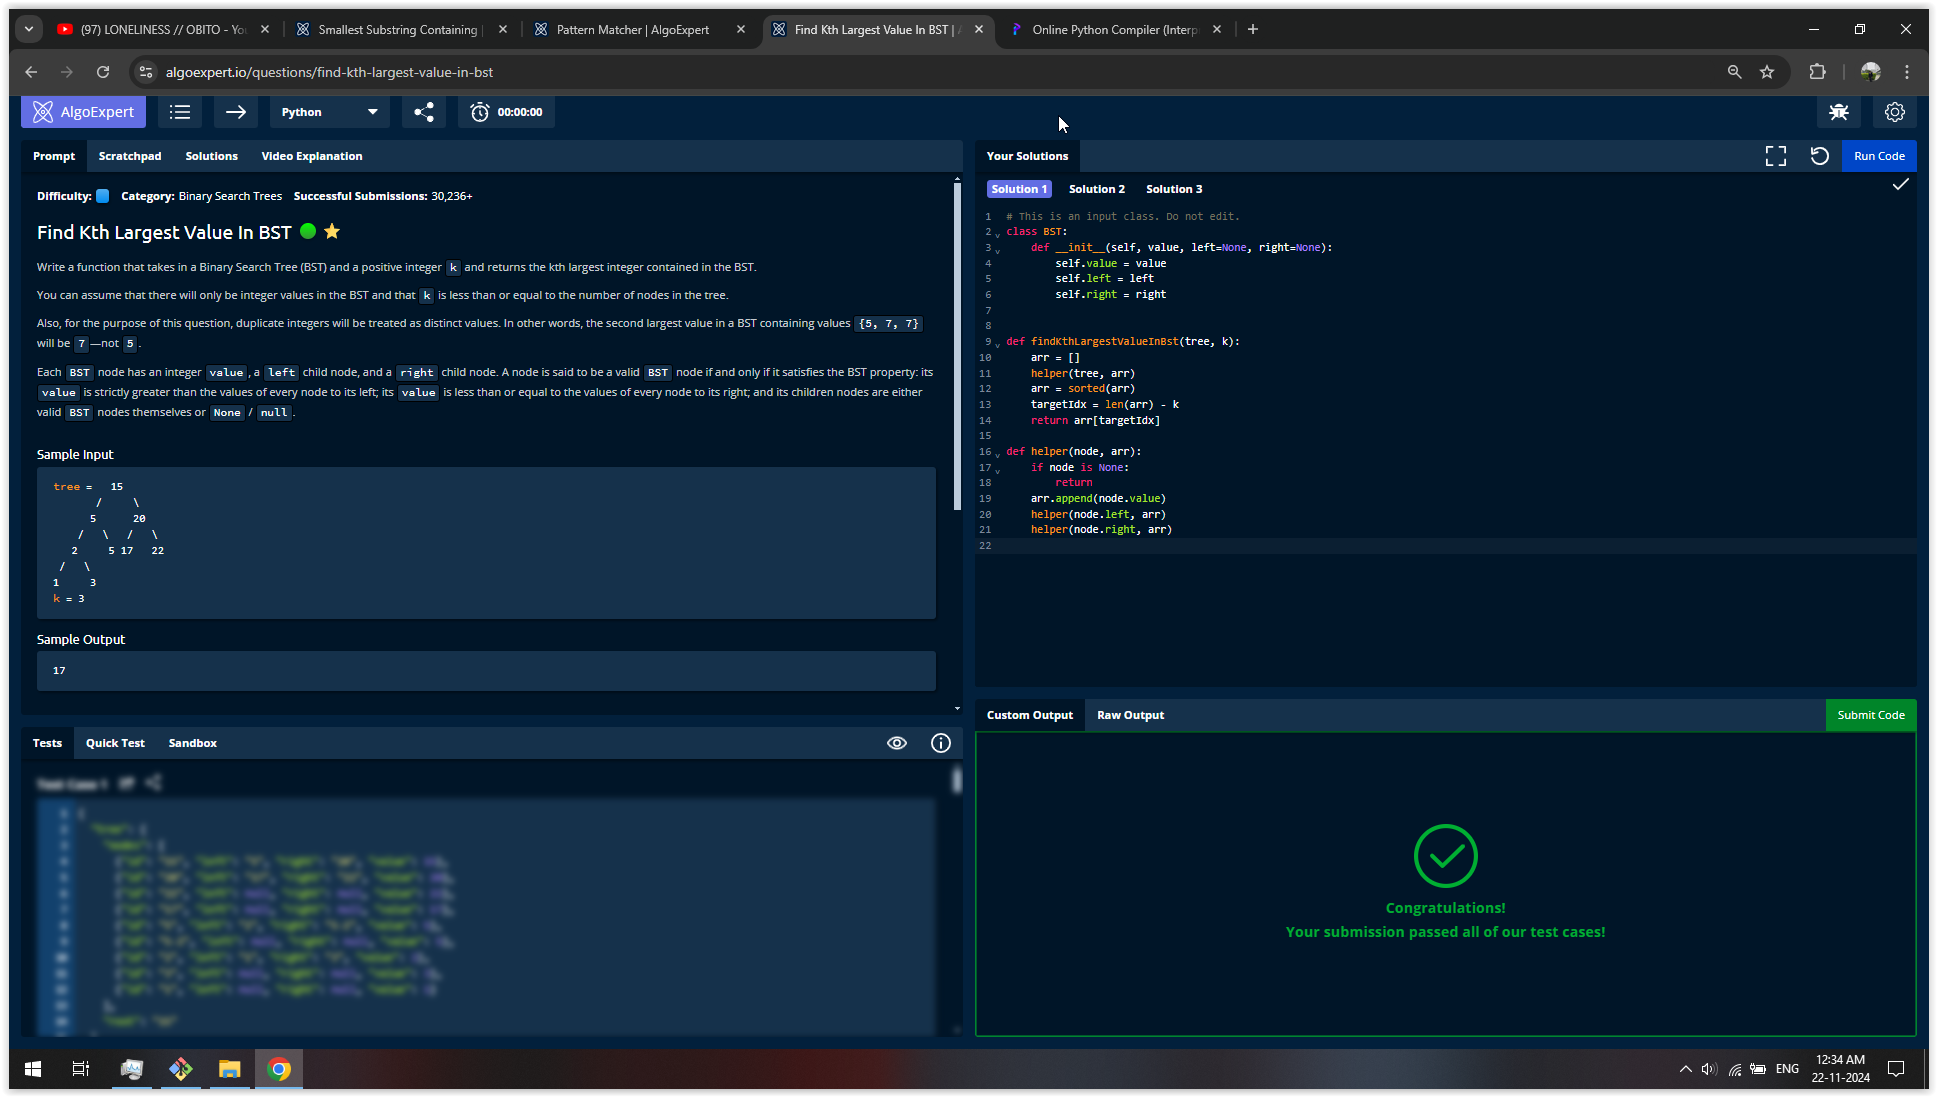 (97) LONELINESS // OBITO - You
Smallest Substring Containing
Pattern Matcher | AlgoExpert
Find Kth Largest Value In BST | A
Online Python Compiler (Interp
algoexpert.io/questions/find-kth-largest-value-in-bst
AlgoExpert
Python
00:00:00
Prompt
Scratchpad
Solutions
Video Explanation
Difficulty: Category: Binary Search Trees Successful Submissions: 30,236+
Find Kth Largest Value In BST
Write a function that takes in a Binary Search Tree (BST) and a positive integer k and returns the kth largest integer contained in the BST.
You can assume that there will only be integer values in the BST and that k is less than or equal to the number of nodes in the tree.
Also, for the purpose of this question, duplicate integers will be treated as distinct values. In other words, the second largest value in a BST containing values {5, 7, 7}
will be 7—not 5.
Each BST node has an integer value, a left child node, and a right child node. A node is said to be a valid BST node if and only if it satisfies the BST property: its
value is strictly greater than the values of every node to its left; its value is less than or equal to the values of every node to its right; and its children nodes are either
valid BST nodes themselves or None / null.
Sample Input
tree = 15
/ \
5 20
/ \ / \
2 5 17 22
/ \
1 3
k = 3
Sample Output
17
Tests
Quick Test
Sandbox
Your Solutions
Run Code
Solution 1
Solution 2
Solution 3
1 # This is an input class. Do not edit.
2 class BST:
3 def __init__(self, value, left=None, right=None):
4 self.value = value
5 self.left = left
6 self.right = right
7
8
9 def findKthLargestValueInBst(tree, k):
10 arr = []
11 helper(tree, arr)
12 arr = sorted(arr)
13 targetIdx = len(arr) - k
14 return arr[targetIdx]
15
16 def helper(node, arr):
17 if node is None:
18 return
19 arr.append(node.value)
20 helper(node.left, arr)
21 helper(node.right, arr)
22
Custom Output
Raw Output
Submit Code
Congratulations!
Your submission passed all of our test cases!
ENG
12:34 AM
22-11-2024